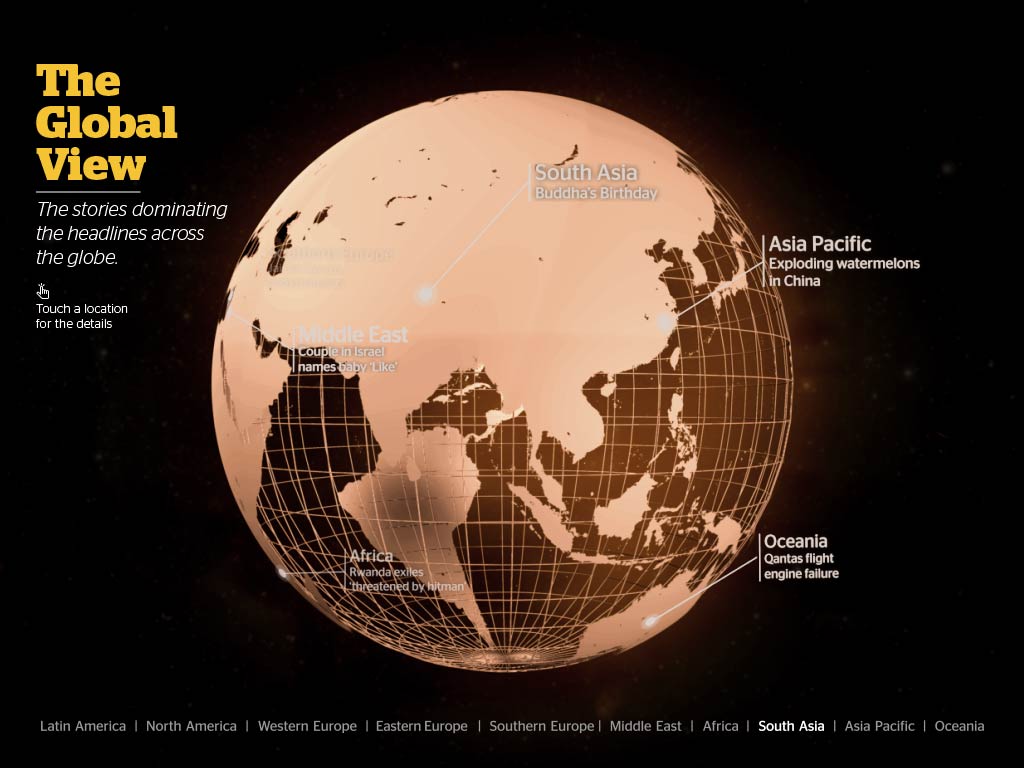 The
Global
View
The stories dominating
the headlines across
the globe.
Touch a location
for the details
South Asia
Buddha's Birthday
Asia Pacific
Exploding watermelons
in China
Southern Europe
Middle East
Couple in Israel
names baby 'Like'
Oceania
Qantas flight
engine failure
Africa
Rwanda exiles
'threatened by hitman'
Latin America | North America | Western Europe | Eastern Europe | Southern Europe | Middle East | Africa | South Asia | Asia Pacific | Oceania